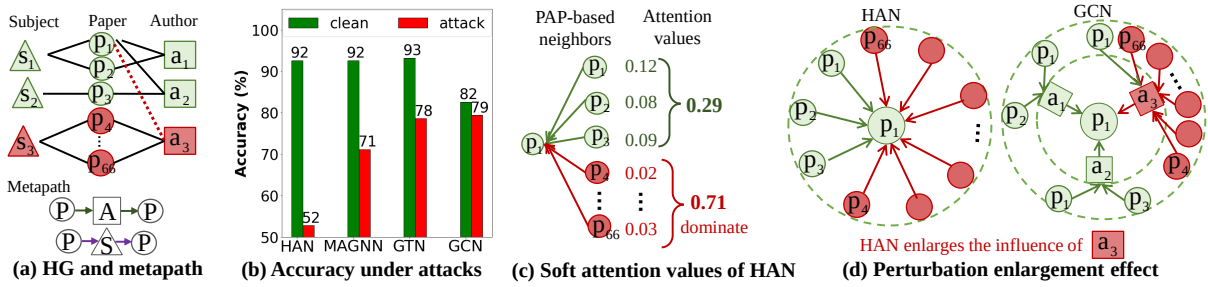 Subject Paper Author
s1
s2
s3
p1
p2
p3
p4
p66
a1
a2
a3
Metapath
P A P
P S P
(a) HG and metapath
clean attack
Accuracy (%)
100
90
80
70
60
50
92 52
92 71
93 78
82 79
HAN MAGNN GTN GCN
(b) Accuracy under attacks
PAP-based
neighbors
Attention
values
p1
p1 0.12
p2 0.08
p3 0.09
0.29
p4 0.02
p66 0.03
0.71
dominate
(c) Soft attention values of HAN
HAN
p66
p1
p2
p3
p4
p1
...
GCN
p1 p66
p1
p2
a1
a3
p1
a2
p1
p3
p4
...
HAN enlarges the influence of a3
(d) Perturbation enlargement effect